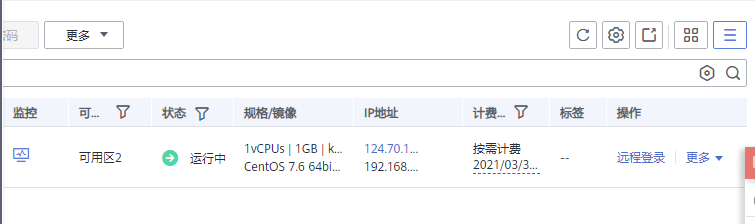 码
更多
监控 可... 状态 规格/镜像 IP地址 计费... 标签 操作
可用区2 运行中 1vCPUs | 1GB | k... 124.70.1... 按需计费 -- 远程登录 更多
CentOS 7.6 64bi... 192.168.... 2021/03/3...